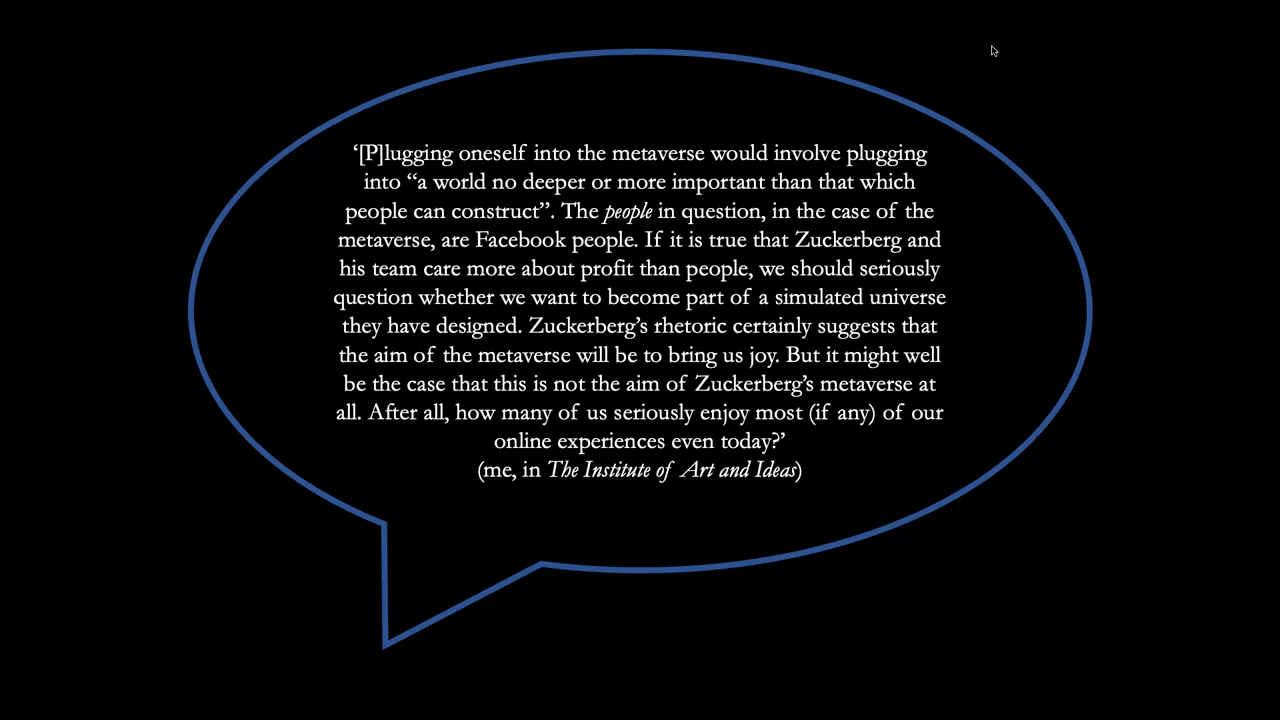 ‘[P]lugging oneself into the metaverse would involve plugging
into “a world no deeper or more important than that which
people can construct”. The people in question, in the case of the
metaverse, are Facebook people. If it is true that Zuckerberg and
his team care more about profit than people, we should seriously
question whether we want to become part of a simulated universe
they have designed. Zuckerberg’s rhetoric certainly suggests that
the aim of the metaverse will be to bring us joy. But it might well
be the case that this is not the aim of Zuckerberg’s metaverse at
all. After all, how many of us seriously enjoy most (if any) of our
online experiences even today?’
(me, in The Institute of Art and Ideas)